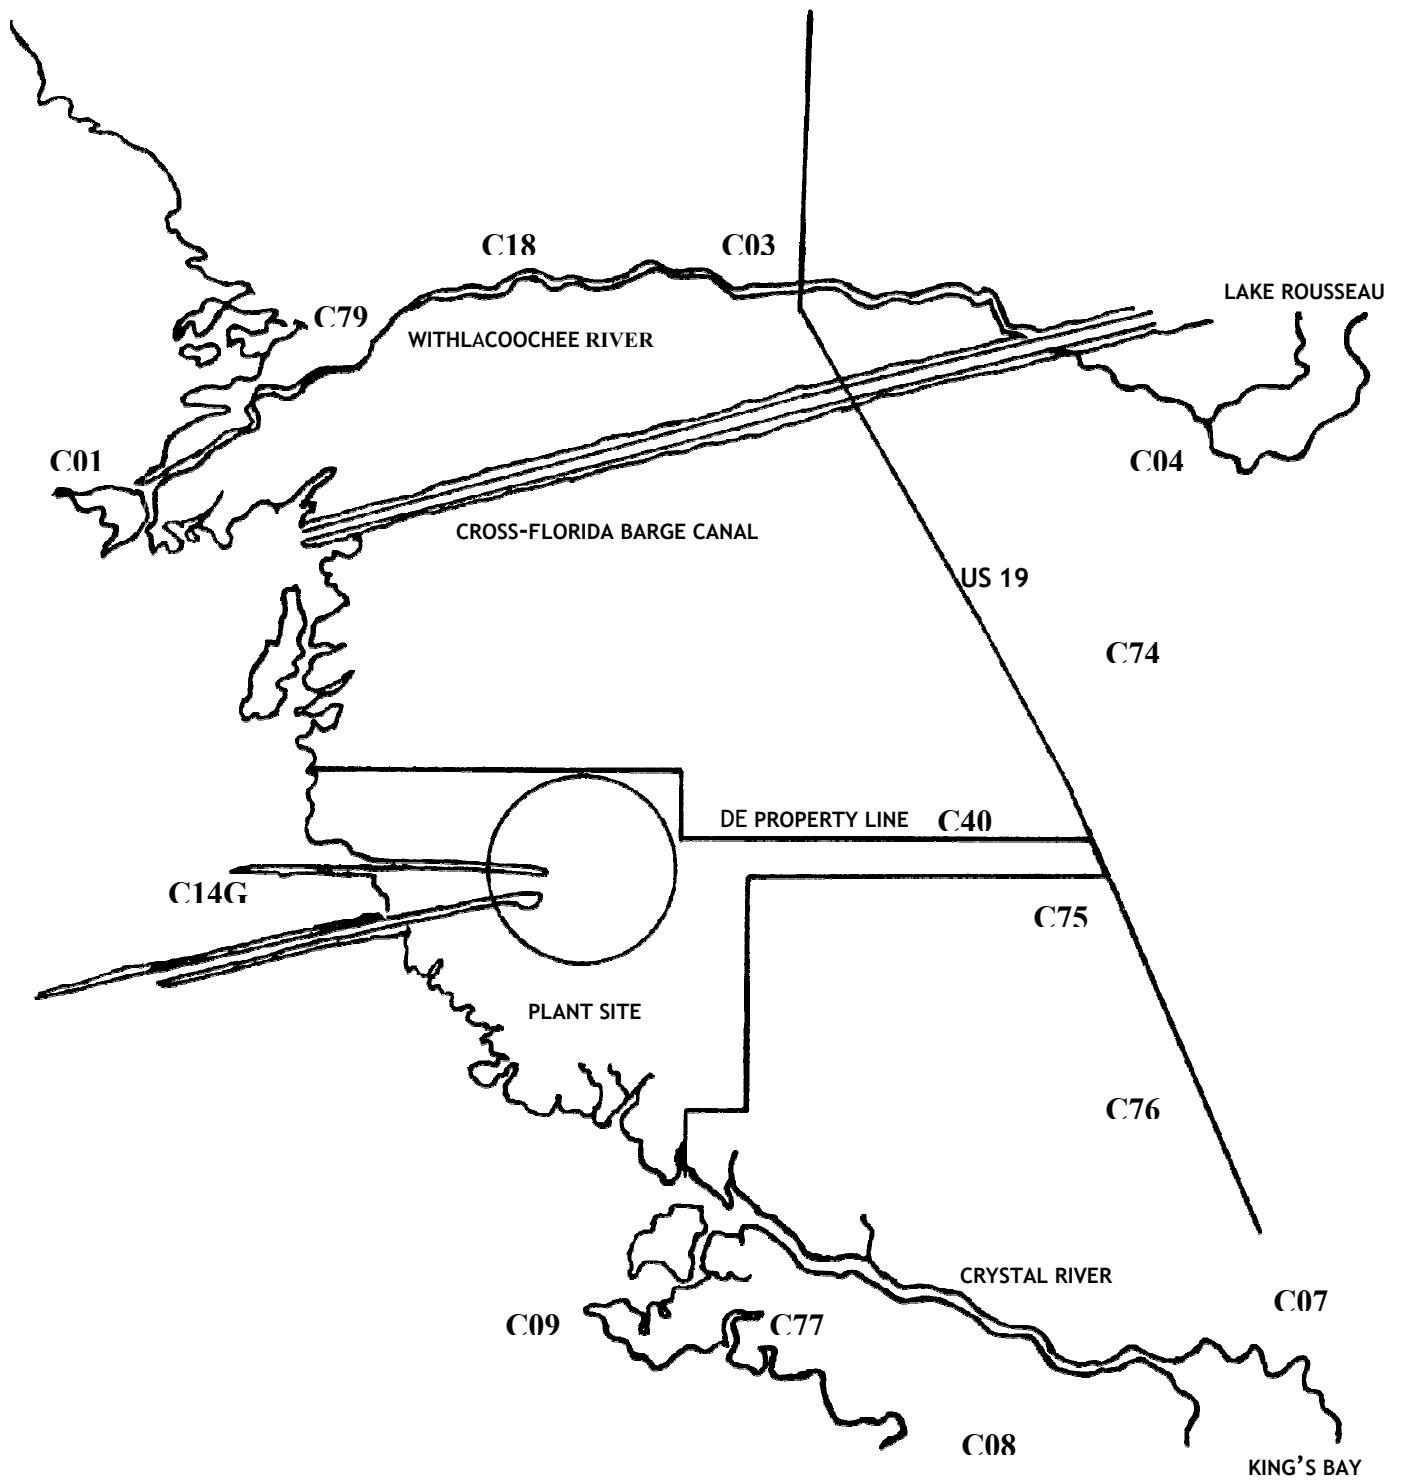 C18
C03
LAKE ROUSSEAU
C79
WITHLACOOCHEE RIVER
C01
C04
CROSS-FLORIDA BARGE CANAL
US 19
C74
DE PROPERTY LINE
C40
C14G
C75
PLANT SITE
C76
CRYSTAL RIVER
C07
C09
C77
C08
KING'S BAY